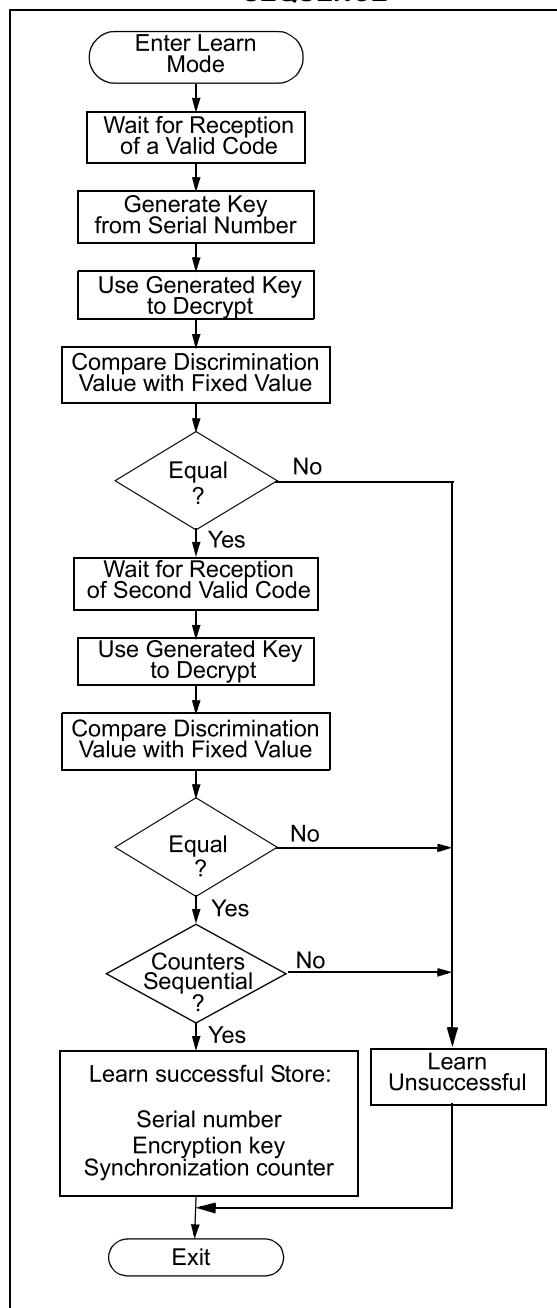 SEQUENCE
Enter Learn
Mode
Wait for Reception
of a Valid Code
Generate Key
from Serial Number
Use Generated Key
to Decrypt
Compare Discrimination
Value with Fixed Value
Equal
?
No
Yes
Wait for Reception
of Second Valid Code
Use Generated Key
to Decrypt
Compare Discrimination
Value with Fixed Value
Equal
?
No
Yes
Counters
Sequential
?
No
Yes
Learn successful Store:
Serial number
Encryption key
Synchronization counter
Learn
Unsuccessful
Exit